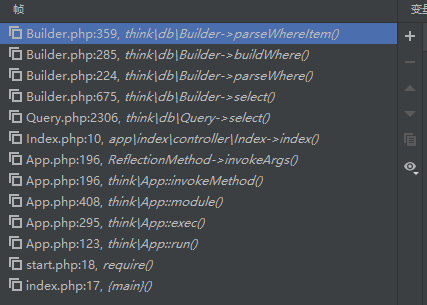 帧
变量
Builder.php:359, think\db\Builder->parseWhereItem()
Builder.php:285, think\db\Builder->buildWhere()
Builder.php:224, think\db\Builder->parseWhere()
Builder.php:675, think\db\Builder->select()
Query.php:2306, think\db\Query->select()
Index.php:10, app\index\controller\Index->index()
App.php:196, ReflectionMethod->invokeArgs()
App.php:196, think\App::invokeMethod()
App.php:408, think\App::module()
App.php:295, think\App::exec()
App.php:123, think\App::run()
start.php:18, require()
index.php:17, {main}()